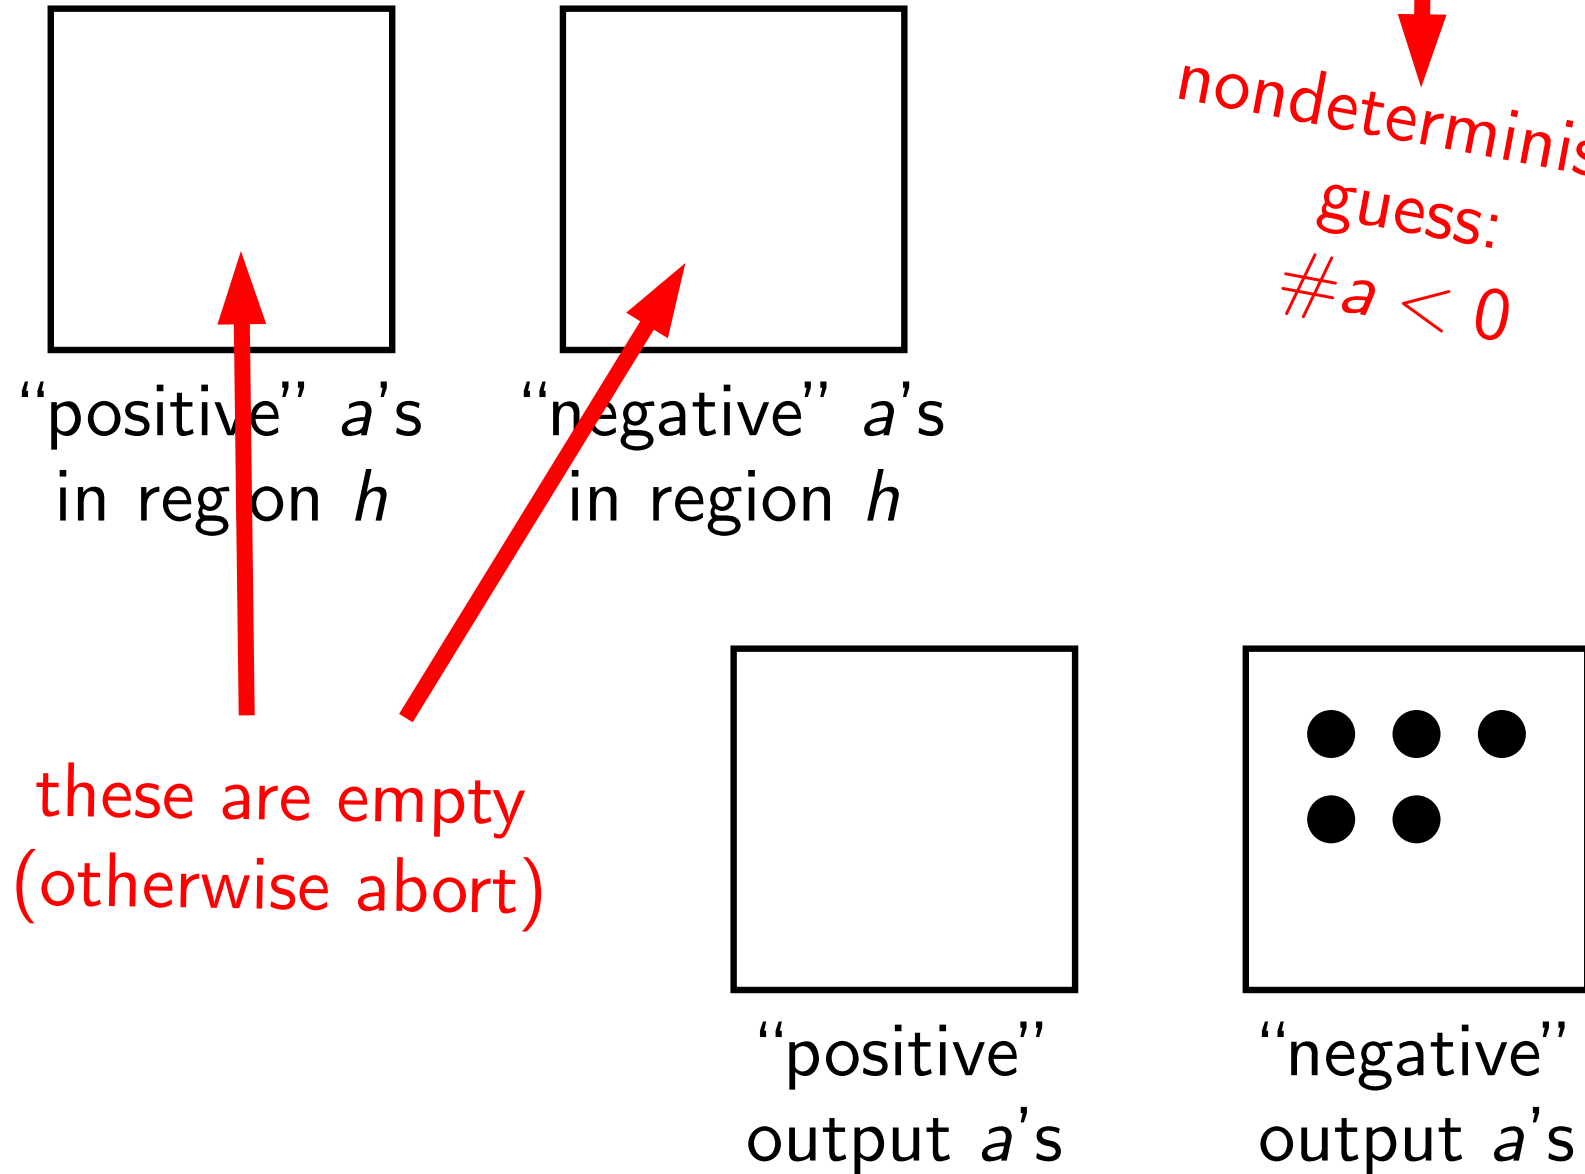 nondeterminis
guess:
#a < 0
“positive” a’s
in region h
“negative” a’s
in region h
these are empty
(otherwise abort)
“positive”
output a’s
“negative”
output a’s